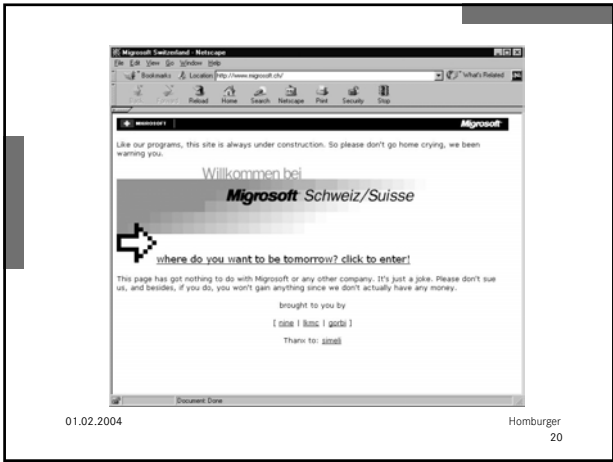 Migrosoft Switzerland - Netscape
File Edit View Go Window Help
Bookmarks Location http://www.migrosoft.ch/ What's Related
Back Forward Reload Home Search Netscape Print Security Stop
MIGROSOFT Migrosoft
Like our programs, this site is always under construction. So please don't go home crying, we been
warning you.
Willkommen bei
Migrosoft Schweiz/Suisse
where do you want to be tomorrow? click to enter!
This page has got nothing to do with Migrosoft or any other company. It's just a joke. Please don't sue
us, and besides, if you do, you won't gain anything since we don't actually have any money.
brought to you by
[ nine | lkmc | gorbi ]
Thanx to: simeli
Document Done
01.02.2004 Homburger
20